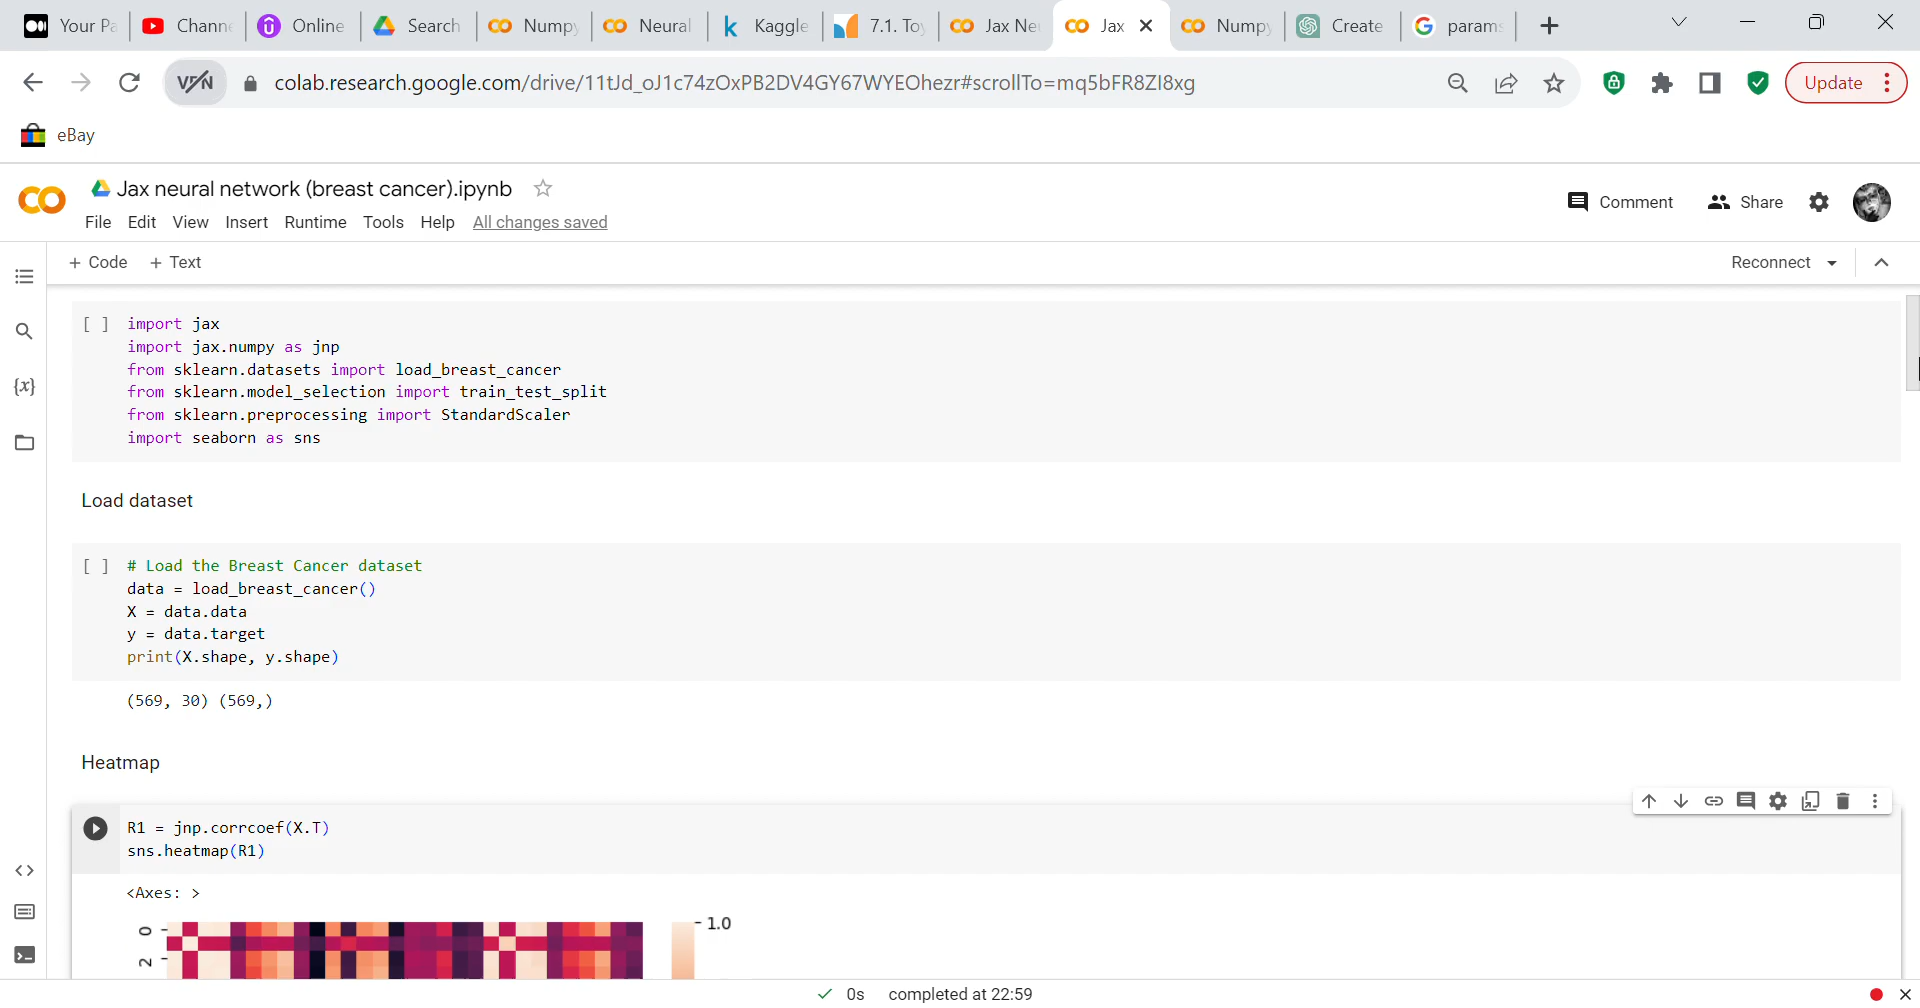 Your Pa
Channe
Online
Search
Numpy
Neural
Kaggle
7.1. Toy
Jax Neu
Jax
Numpy
Create
params
VPN
colab.research.google.com/drive/11tJd_oJ1c74zOxPB2DV4GY67WYEOhezr#scrollTo=mq5bFR8ZI8xg
Update
eBay
Jax neural network (breast cancer).ipynb
File Edit View Insert Runtime Tools Help All changes saved
Comment
Share
+ Code + Text
Reconnect
[ ] import jax
import jax.numpy as jnp
from sklearn.datasets import load_breast_cancer
from sklearn.model_selection import train_test_split
from sklearn.preprocessing import StandardScaler
import seaborn as sns
Load dataset
[ ] # Load the Breast Cancer dataset
data = load_breast_cancer()
X = data.data
y = data.target
print(X.shape, y.shape)
(569, 30) (569,)
Heatmap
R1 = jnp.corrcoef(X.T)
sns.heatmap(R1)
<Axes: >
0
1.0
2
0s completed at 22:59